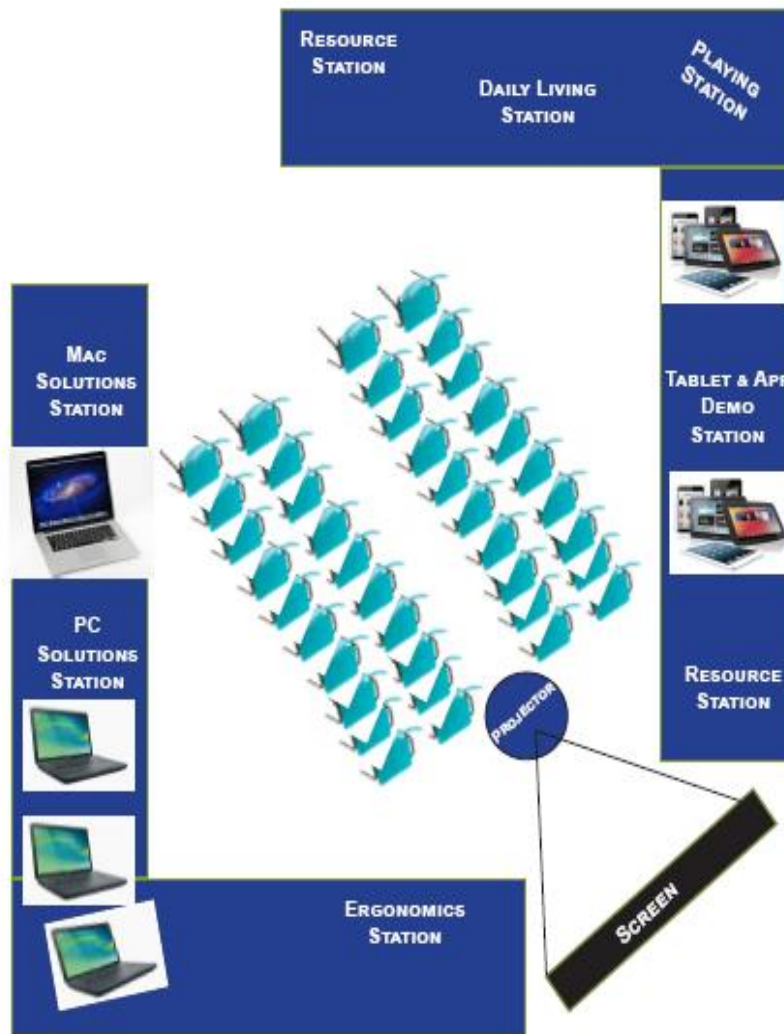 Resource
Station
Daily Living
Station
Playing
Station
Mac
Solutions
Station
Tablet & App
Demo
Station
PC
Solutions
Station
Resource
Station
Projector
Ergonomics
Station
Screen